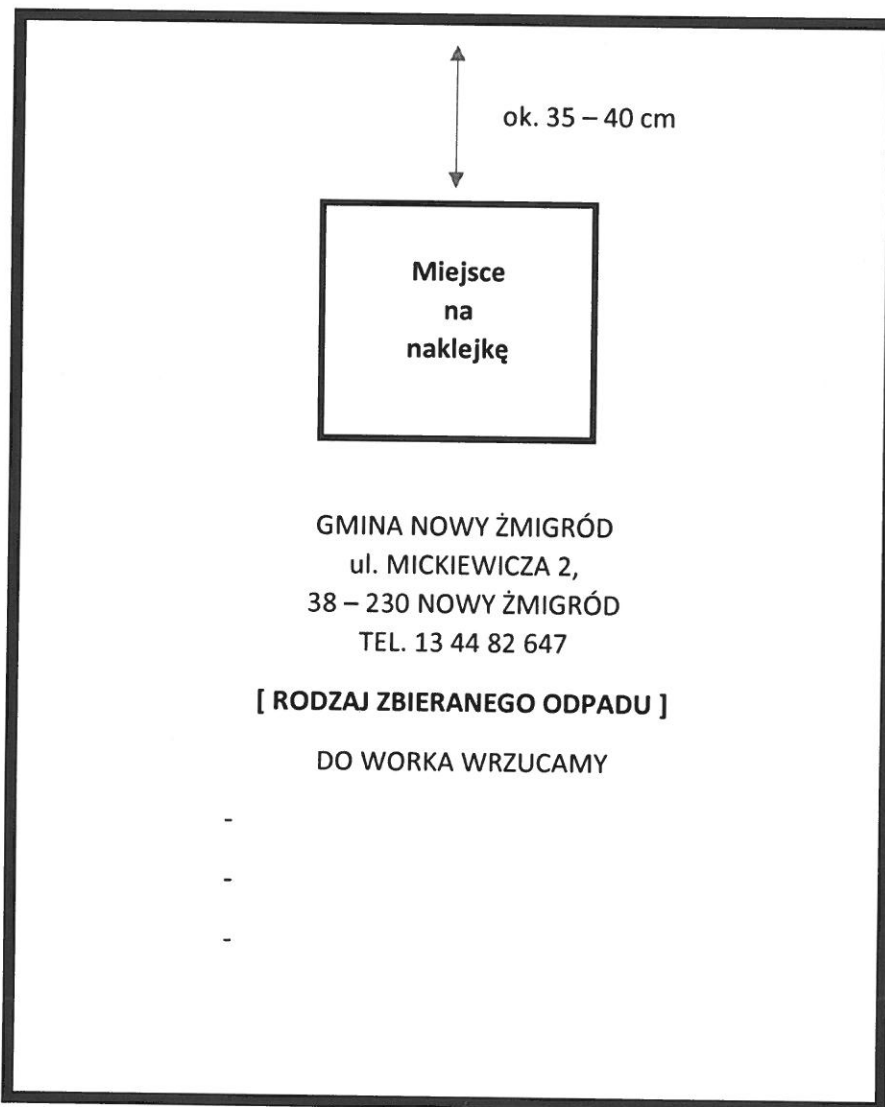 ok. 35 – 40 cm
Miejsce
na
naklejkę
GMINA NOWY ŻMIGRÓD
ul. MICKIEWICZA 2,
38 – 230 NOWY ŻMIGRÓD
TEL. 13 44 82 647
[ RODZAJ ZBIERANEGO ODPADU ]
DO WORKA WRZUCAMY
-
-
-